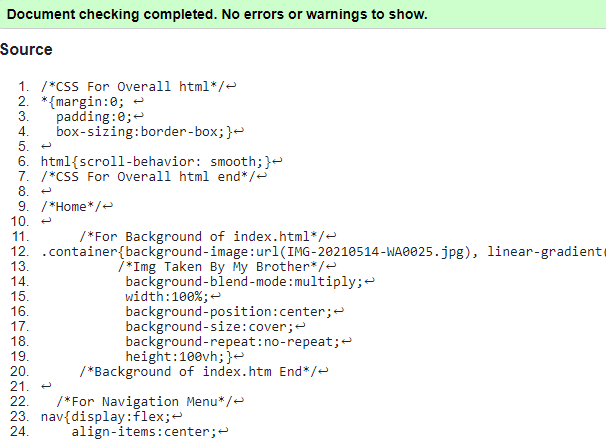 Document checking completed. No errors or warnings to show.
Source
1. /*CSS For Overall html*/↩
2. *{margin:0; ↩
3. padding:0;↩
4. box-sizing:border-box;}↩
5. ↩
6. html{scroll-behavior: smooth;}↩
7. /*CSS For Overall html end*/↩
8. ↩
9. /*Home*/↩
10. ↩
11. /*For Background of index.html*/↩
12. .container{background-image:url(IMG-20210514-WA0025.jpg), linear-gradient(
13. /*Img Taken By My Brother*/↩
14. background-blend-mode:multiply;↩
15. width:100%;↩
16. background-position:center;↩
17. background-size:cover;↩
18. background-repeat:no-repeat;↩
19. height:100vh;}↩
20. /*Background of index.htm End*/↩
21. ↩
22. /*For Navigation Menu*/↩
23. nav{display:flex;↩
24. align-items:center;↩